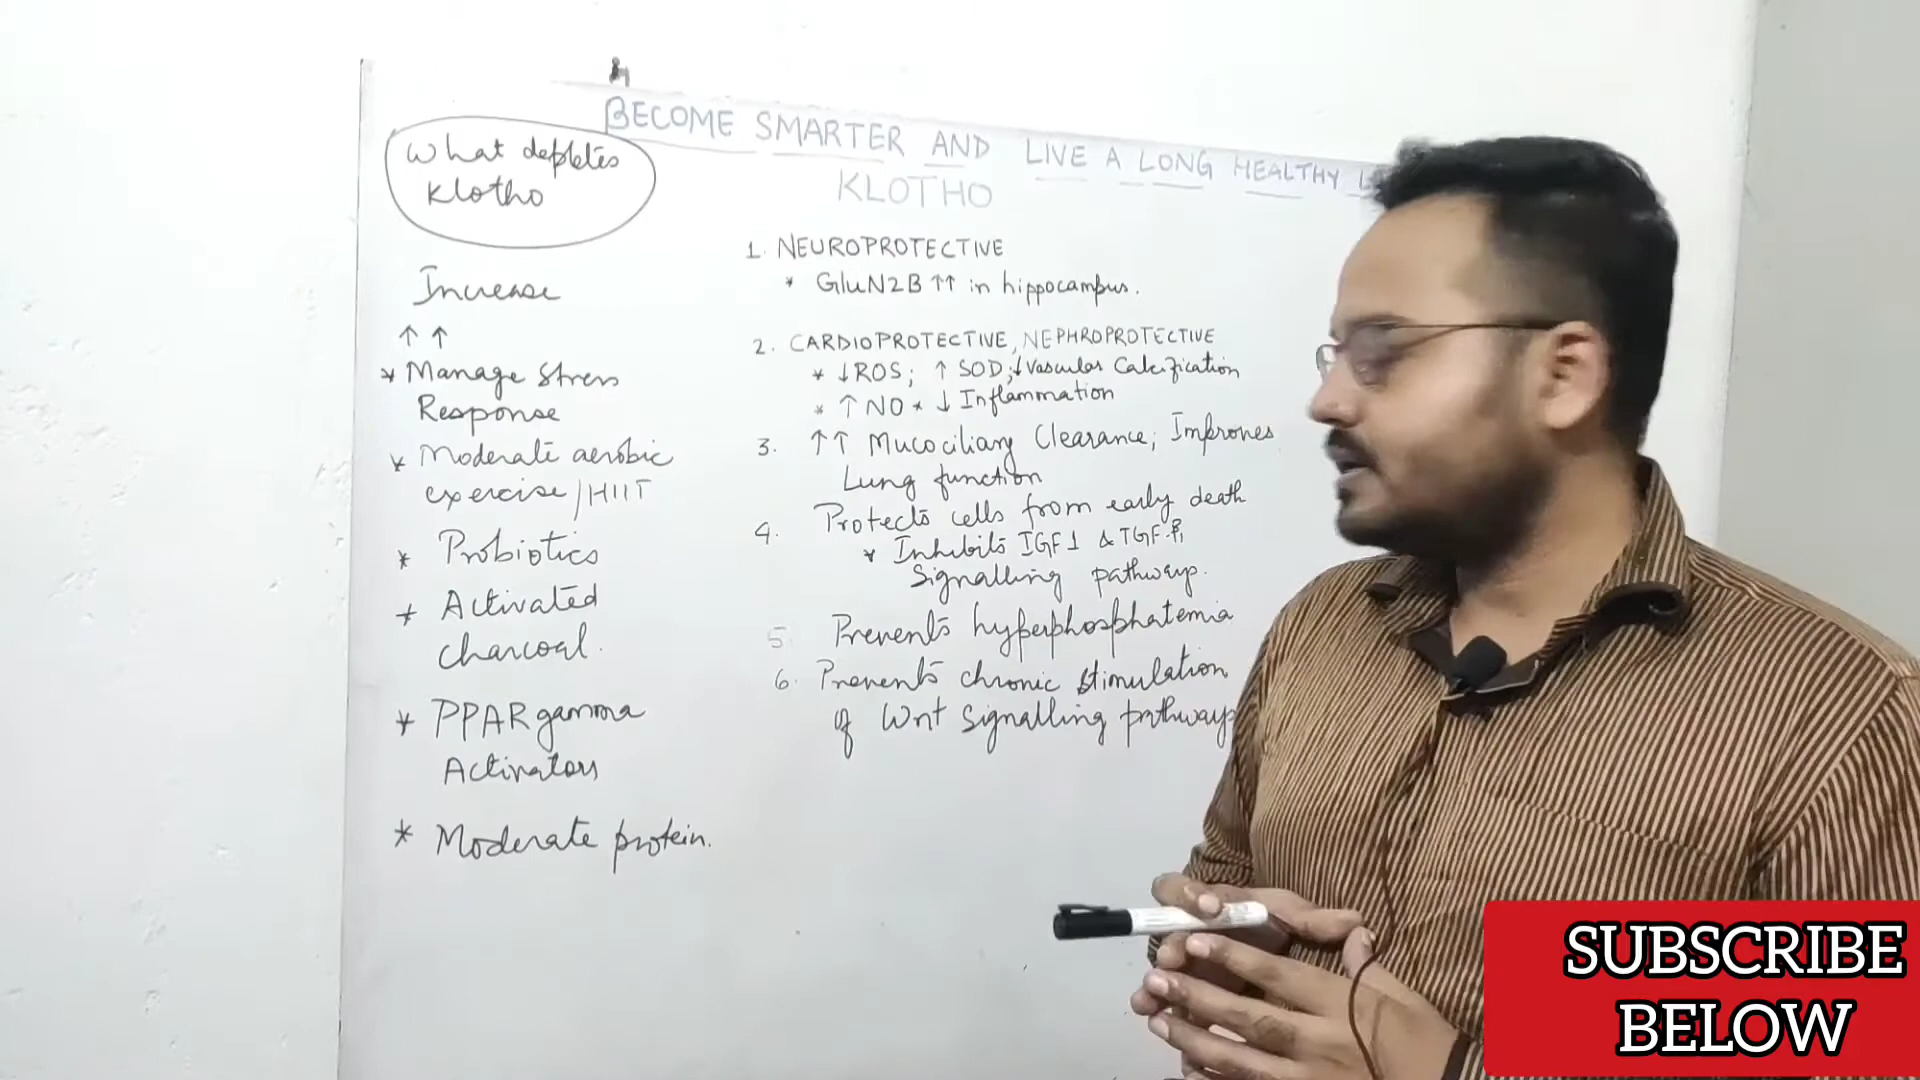 BECOME SMARTER AND LIVE A LONG HEALTHY
KLOTHO
What depletes
Klotho
Increase
↑ ↑
* Manage Stress
Response
* Moderate aerobic
exercise/HIIT
* Probiotics
* Activated
charcoal.
* PPAR gamma
Activators
* Moderate protein.
1. NEUROPROTECTIVE
* GluN2B ↑↑ in hippocampus.
2. CARDIOPROTECTIVE, NEPHROPROTECTIVE
* ↓ROS; ↑ SOD;↓Vascular Calcification
* ↑ NO * ↓ Inflammation
3. ↑↑ Mucociliary Clearance; Improves
Lung function
4. Protects cells from early death
* Inhibits IGF1 & TGF-β1
Signalling pathways.
5. Prevents hyperphosphatemia
6. Prevents chronic stimulation
of Wnt Signalling pathways
SUBSCRIBE
BELOW